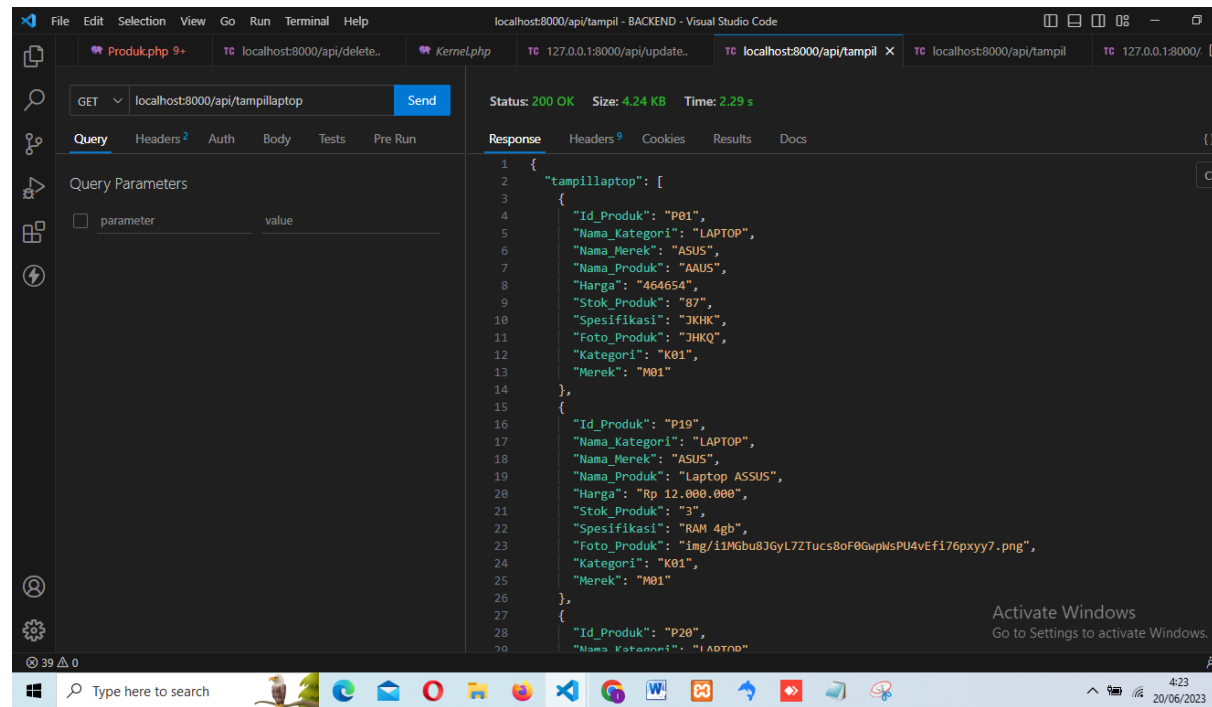 File Edit Selection View Go Run Terminal Help localhost:8000/api/tampil - BACKEND - Visual Studio Code
Produk.php 9+ TC localhost:8000/api/delete.. Kernel.php TC 127.0.0.1:8000/api/update.. TC localhost:8000/api/tampil TC localhost:8000/api/tampil TC 127.0.0.1:8000/.
GET localhost:8000/api/tampillaptop Send
Status: 200 OK Size: 4.24 KB Time: 2.29 s
Query Headers 2 Auth Body Tests Pre Run
Response Headers 9 Cookies Results Docs
Query Parameters
parameter value
1 {
2 "tampillaptop": [
3 {
4 "Id_Produk": "P01",
5 "Nama_Kategori": "LAPTOP",
6 "Nama_Merek": "ASUS",
7 "Nama_Produk": "AAUS",
8 "Harga": "464654",
9 "Stok_Produk": "87",
10 "Spesifikasi": "JKHK",
11 "Foto_Produk": "JHKQ",
12 "Kategori": "K01",
13 "Merek": "M01"
14 },
15 {
16 "Id_Produk": "P19",
17 "Nama_Kategori": "LAPTOP",
18 "Nama_Merek": "ASUS",
19 "Nama_Produk": "Laptop ASSUS",
20 "Harga": "Rp 12.000.000",
21 "Stok_Produk": "3",
22 "Spesifikasi": "RAM 4gb",
23 "Foto_Produk": "img/i1MGbu8JGyL7ZTucs8oF0GwpWsPU4vEfi76pxyy7.png",
24 "Kategori": "K01",
25 "Merek": "M01"
26 },
27 {
28 "Id_Produk": "P20",
29 "Nama_Kategori": "LAPTOP"
Activate Windows
Go to Settings to activate Windows.
39 0
Type here to search
4:23
20/06/2023